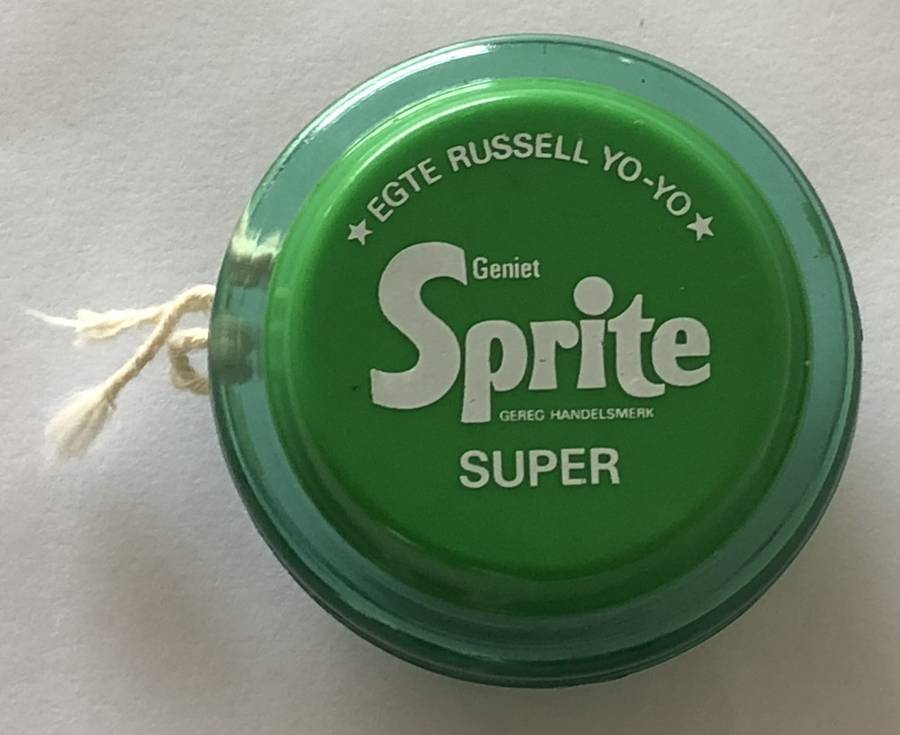 ★ EGTE RUSSELL YO-YO ★
Geniet
Sprite
GEREG HANDELSMERK
SUPER